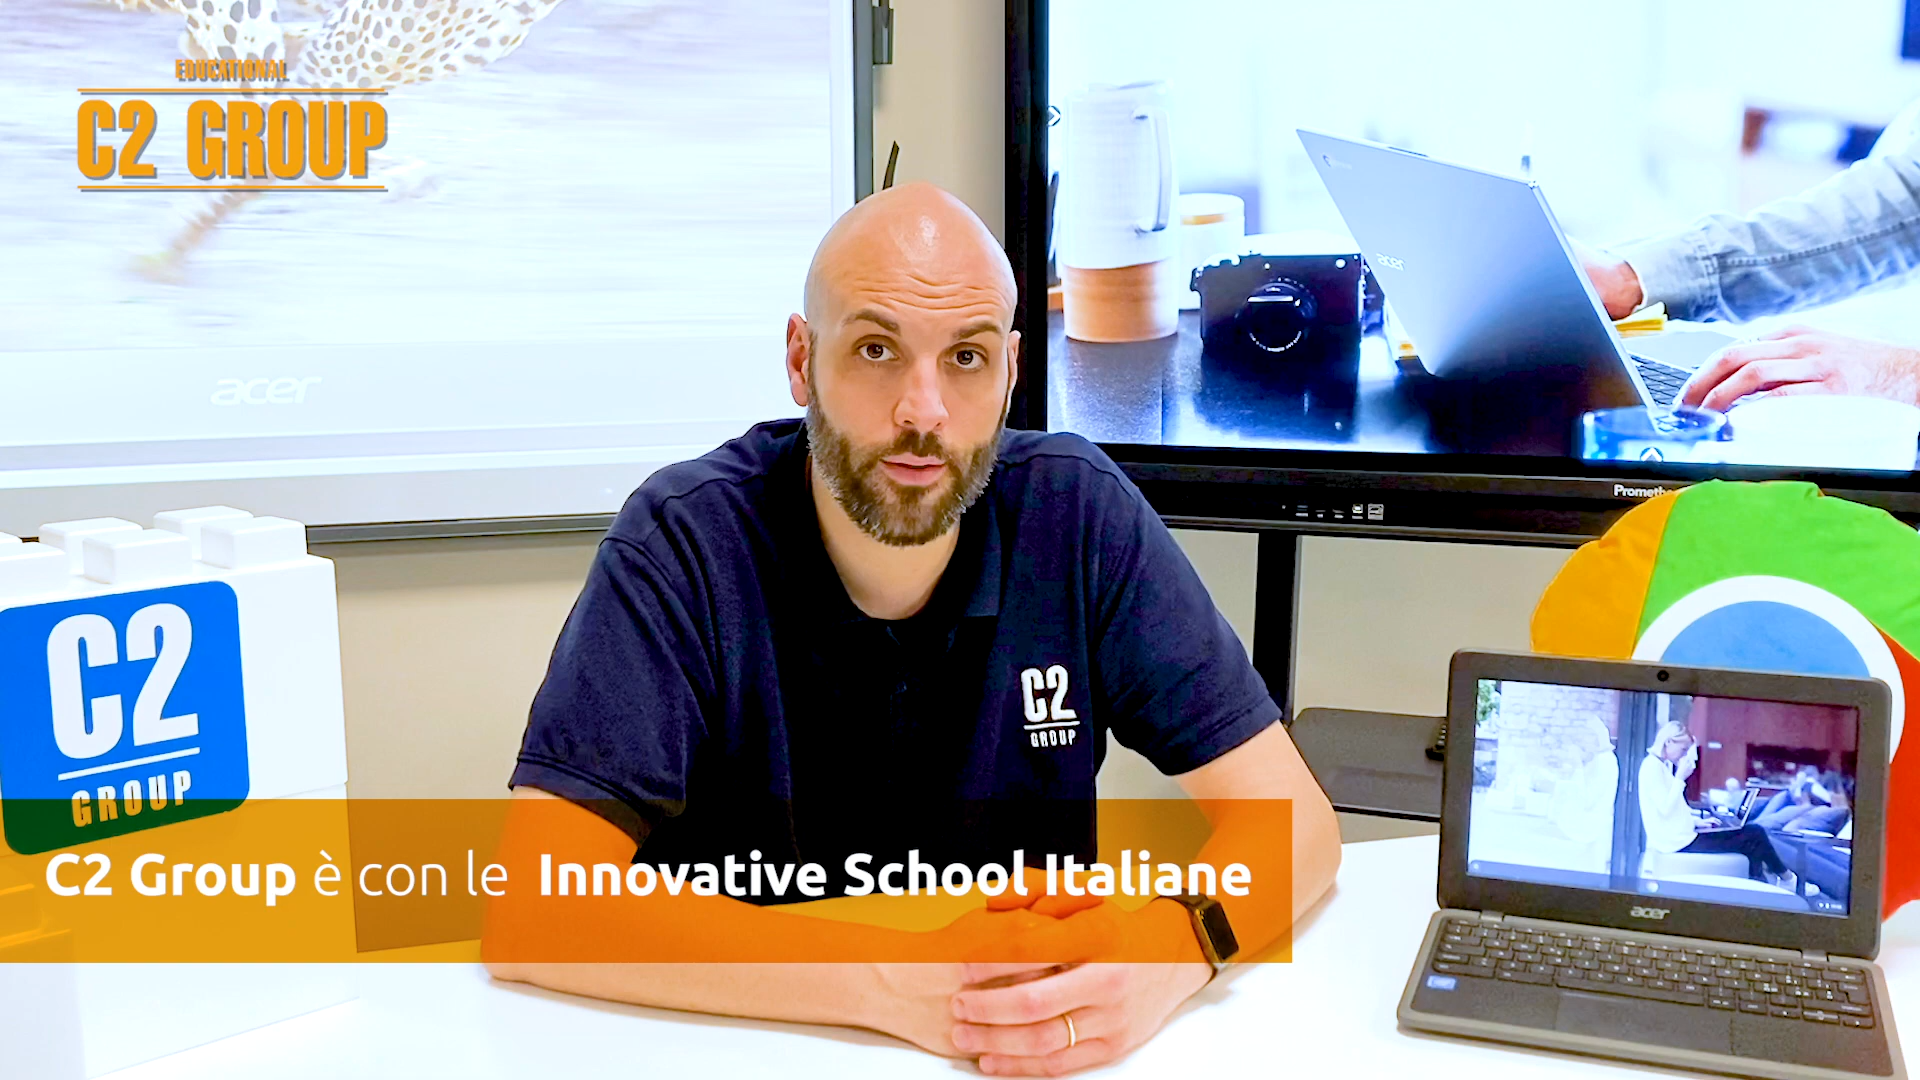 EDUCATIONAL
C2 GROUP
acer
acer
C2
GROUP
C2
GROUP
C2 Group è con le Innovative School Italiane
acer